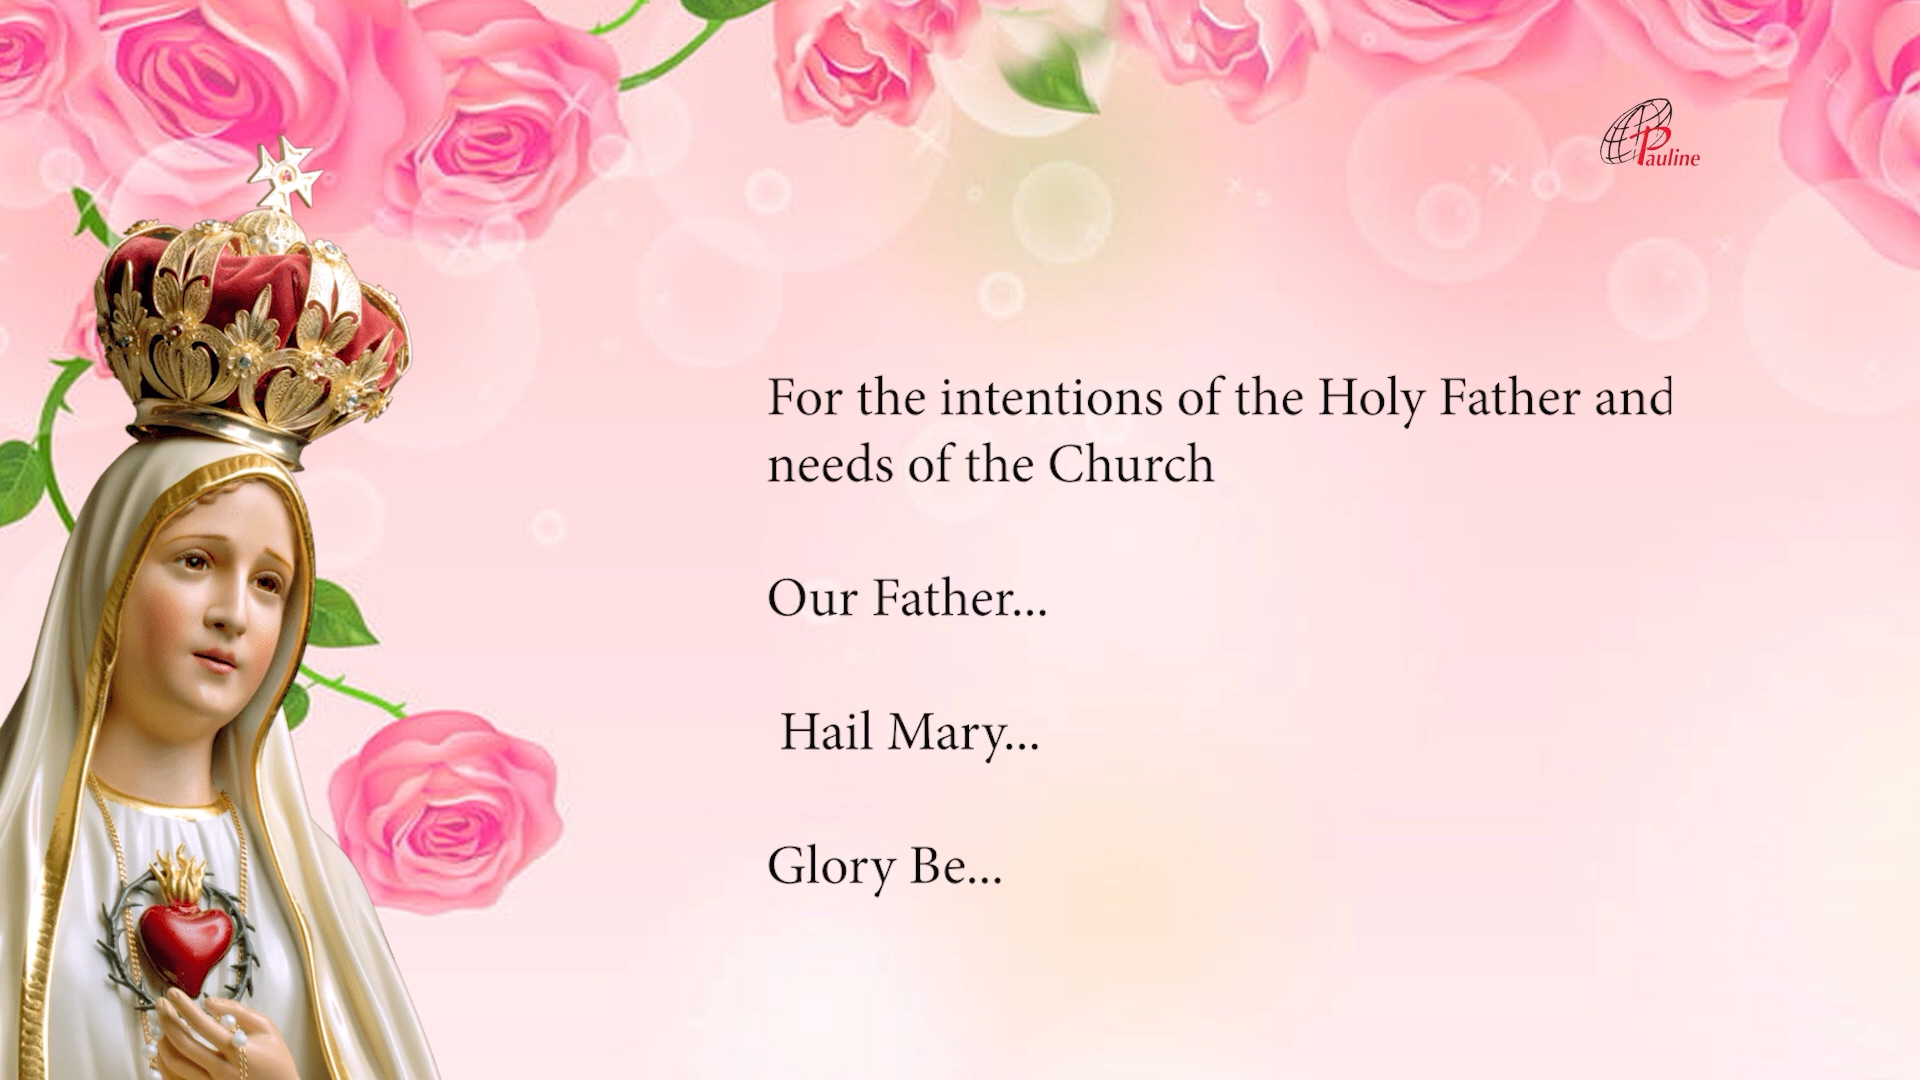 Pauline
For the intentions of the Holy Father and
needs of the Church
Our Father...
Hail Mary...
Glory Be...